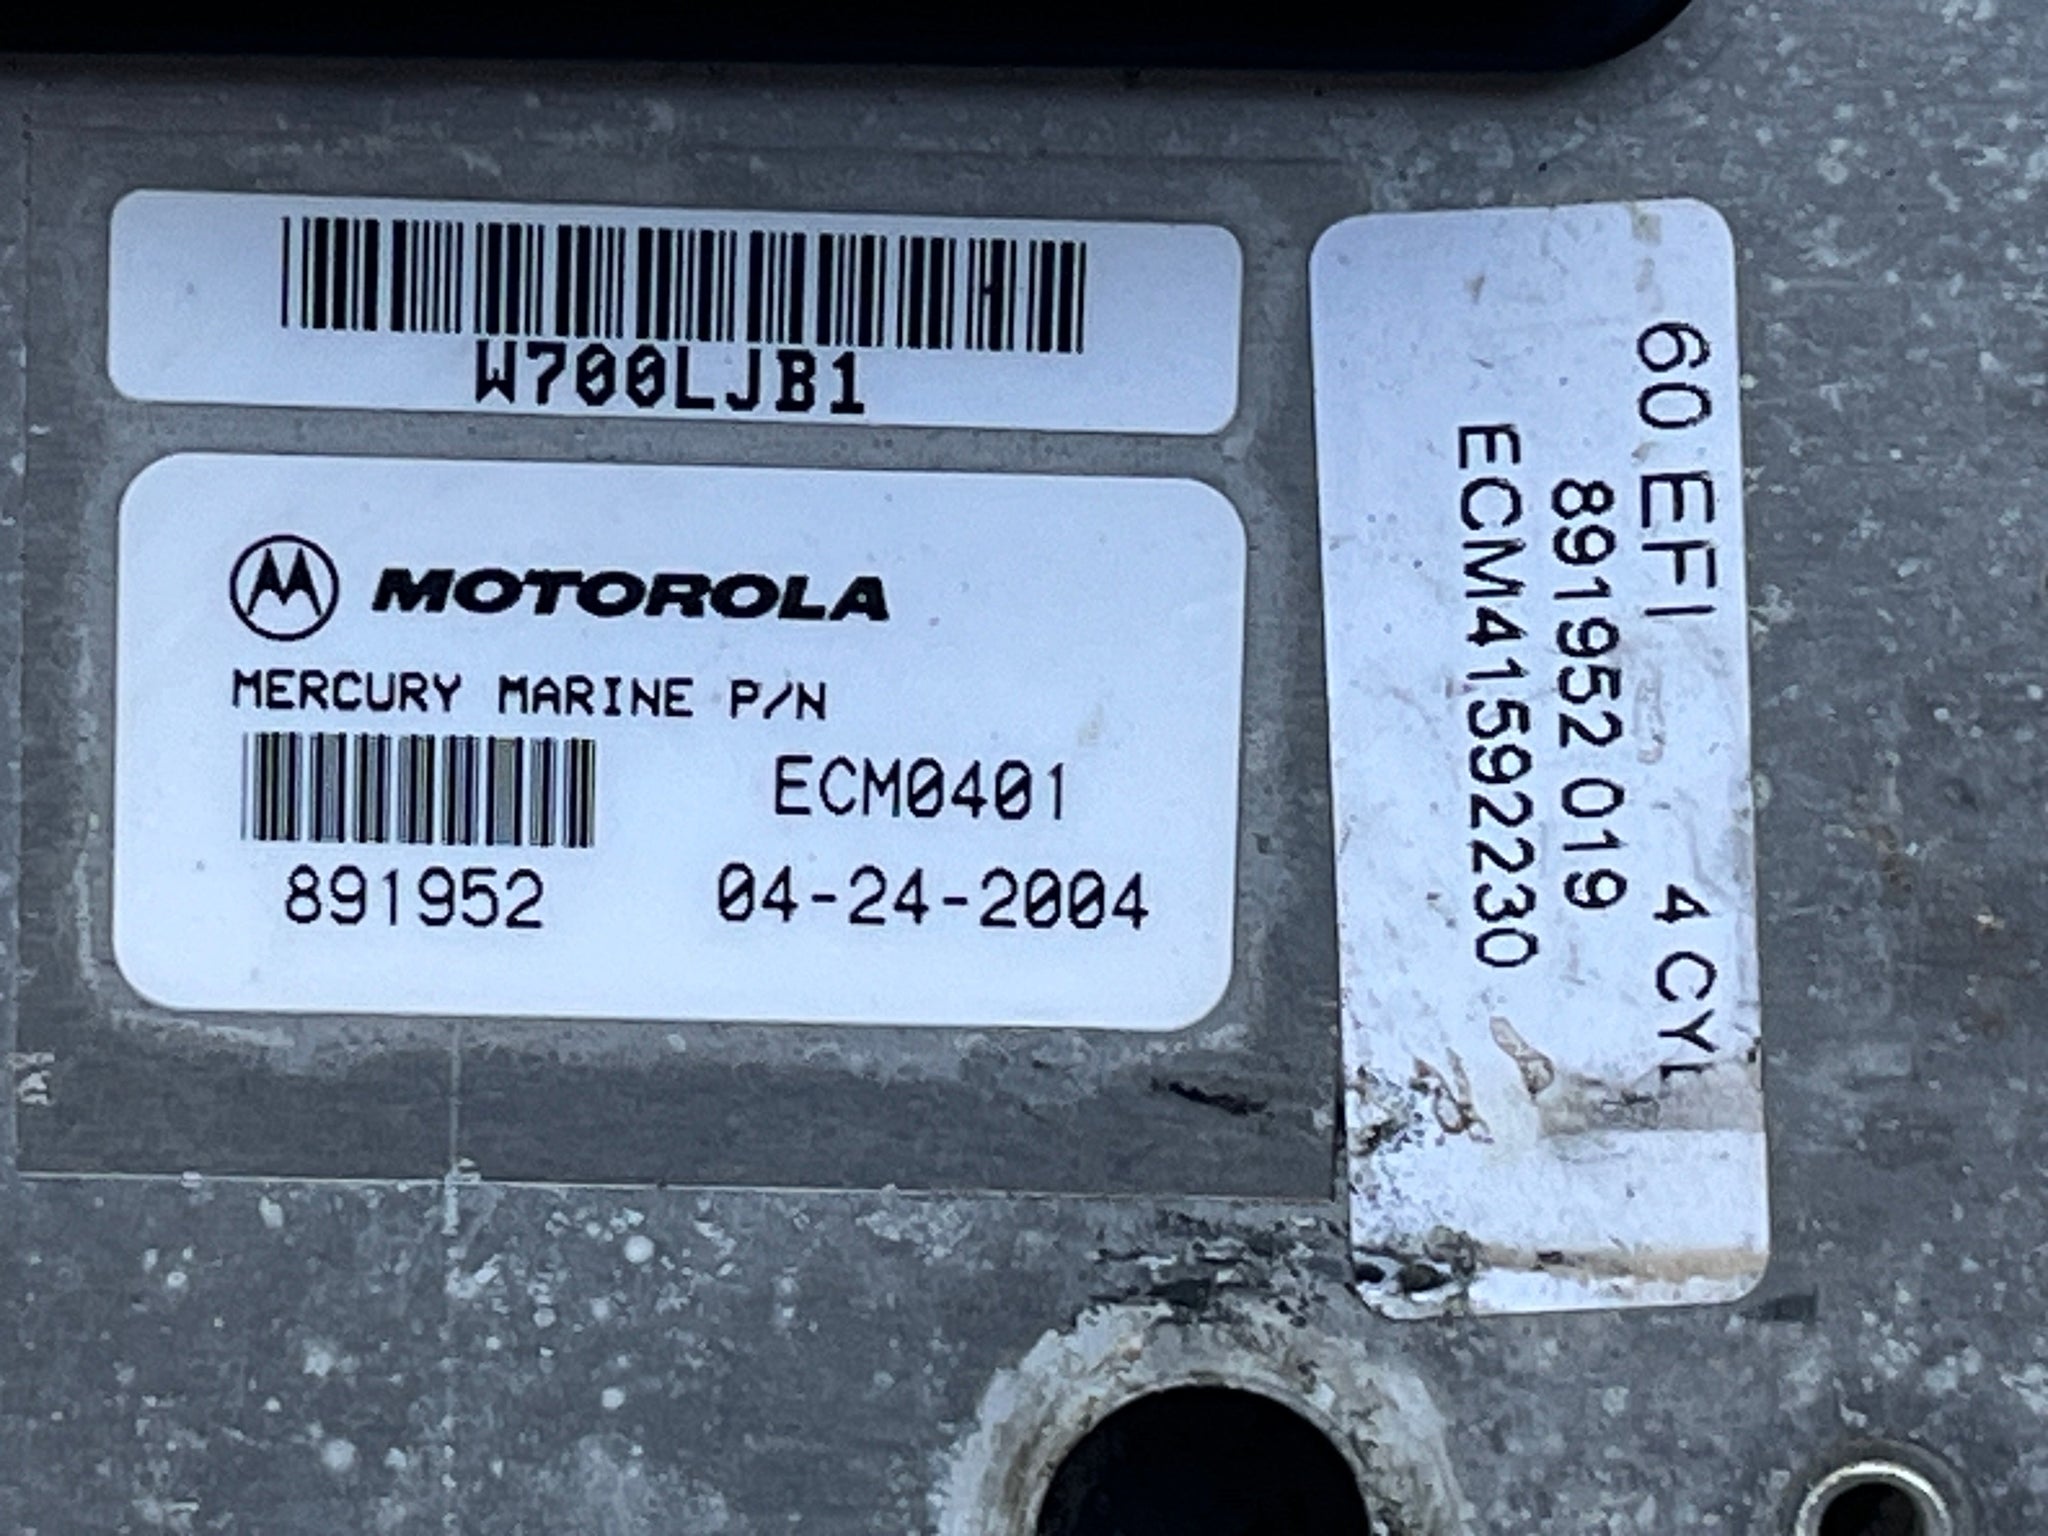 W700LJB1
MOTOROLA
MERCURY MARINE P/N
ECM0401
891952 04-24-2004
60 EFI 4 CYL
891952 019
ECM41592230